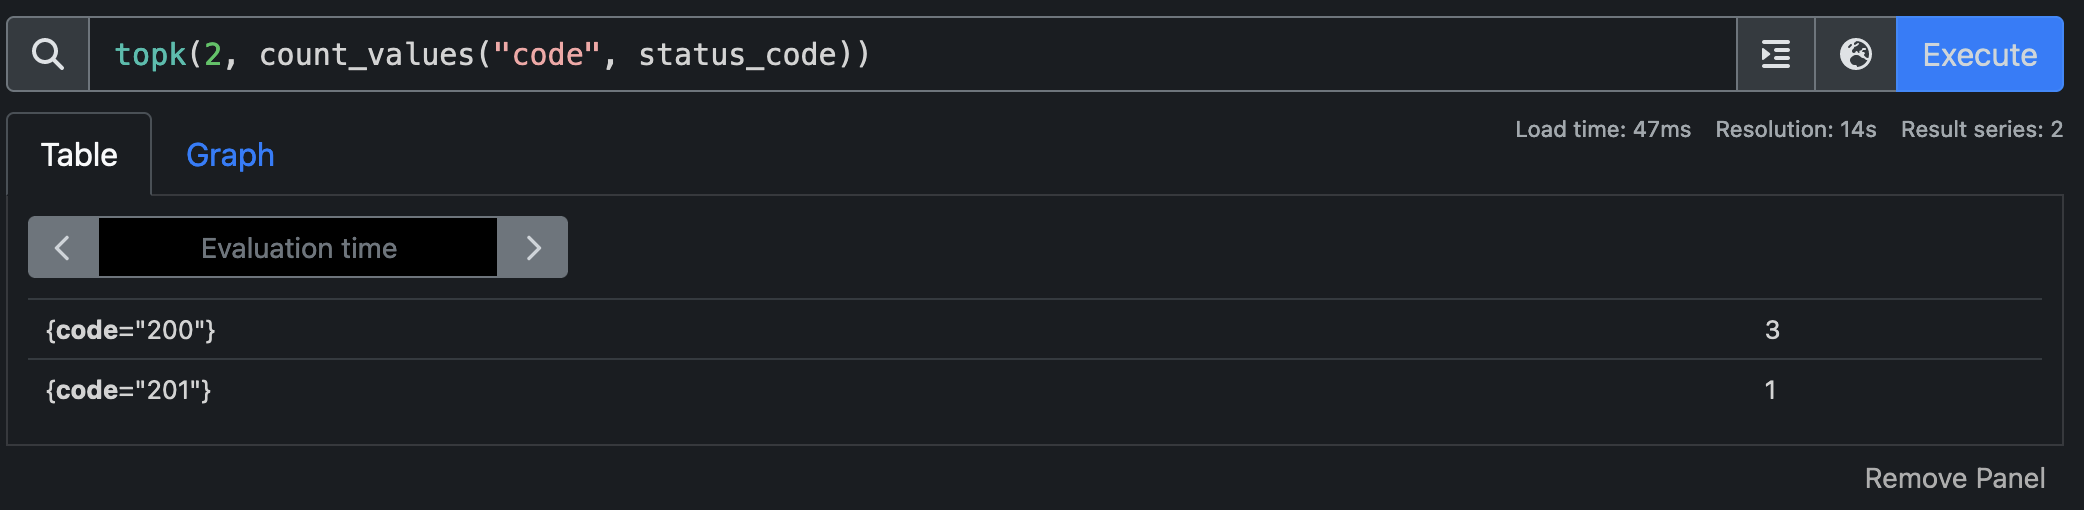 topk(2, count_values("code", status_code))
Execute
Table
Graph
Load time: 47ms Resolution: 14s Result series: 2
Evaluation time
{code="200"} 3
{code="201"} 1
Remove Panel